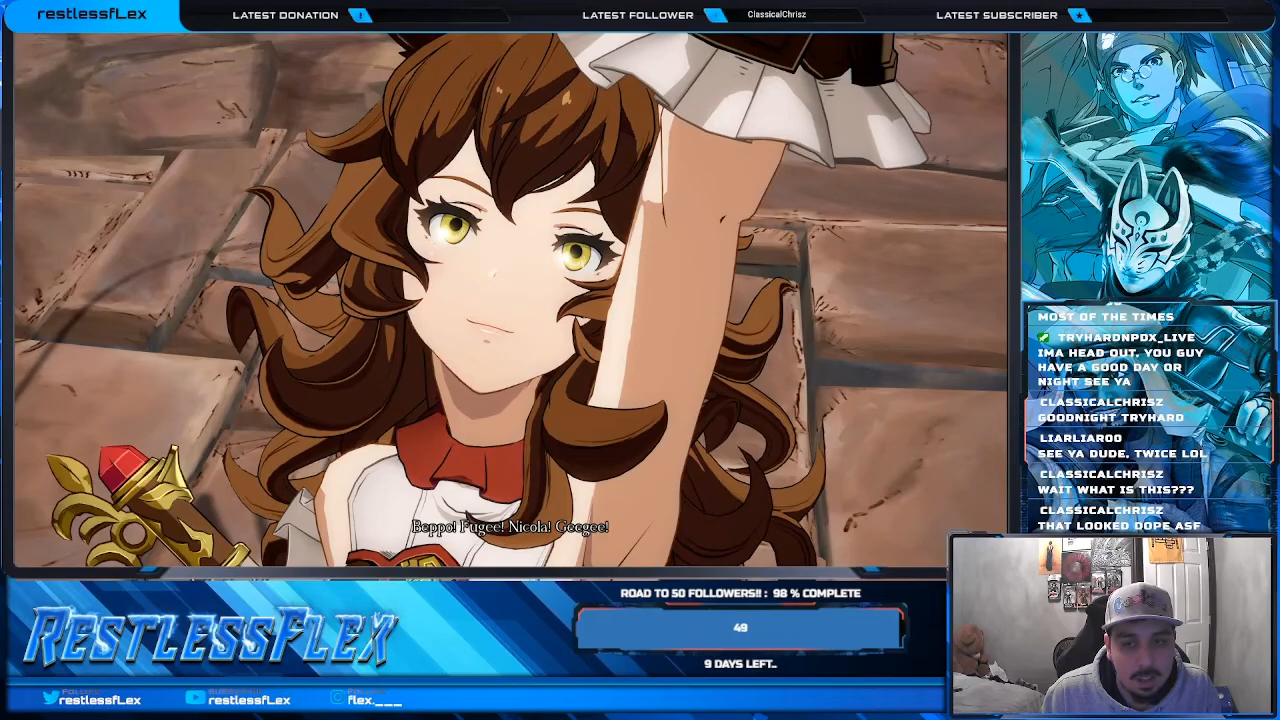 restlessfLex
LATEST DONATION
LATEST FOLLOWER
ClassicalChrisz
LATEST SUBSCRIBER
MOST OF THE TIMES
TRYHARDNPDX_LIVE
IMA HEAD OUT, YOU GUY
HAVE A GOOD DAY OR
NIGHT SEE YA
CLASSICALCHRISZ
GOODNIGHT TRYHARD
LIARLIAR00
SEE YA DUDE, TWICE LOL
CLASSICALCHRISZ
WAIT WHAT IS THIS???
CLASSICALCHRISZ
THAT LOOKED DOPE ASF
Beppo! Fugee! Nicola! Geegee!
RESTLESSFLEX
ROAD TO 50 FOLLOWERS!! : 98 % COMPLETE
49
9 DAYS LEFT..
restlessfLex
restlessfLex
flex.___